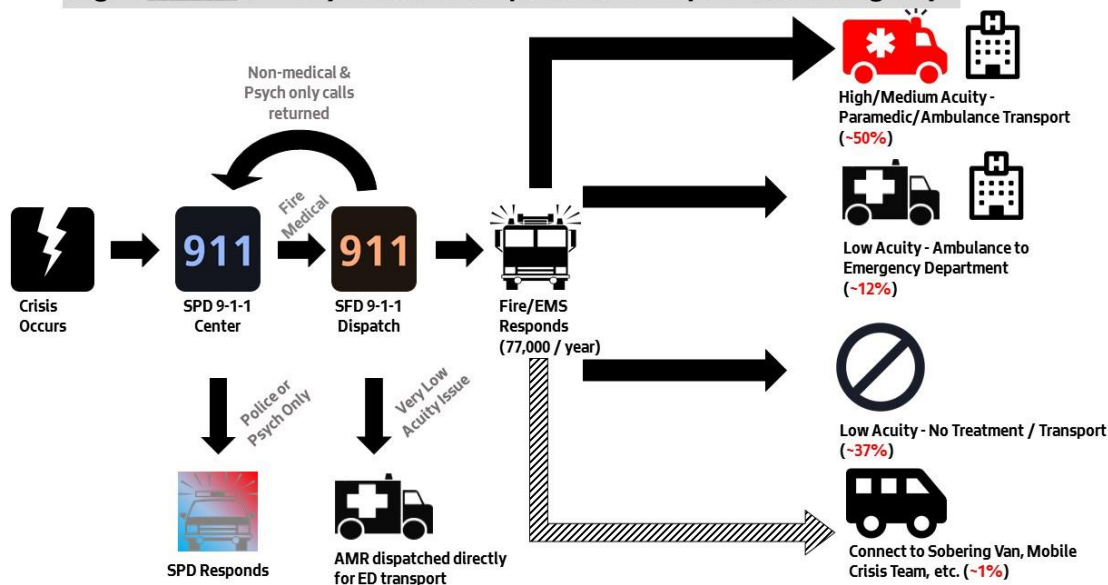 Non-medical &
Psych only calls
returned
Fire
Medical
911
911
Crisis
Occurs
SPD 9-1-1
Center
SFD 9-1-1
Dispatch
Fire/EMS
Responds
(77,000 / year)
Police or
Psych Only
Very Low
Acuity Issue
SPD Responds
AMR dispatched directly
for ED transport
H
High/Medium Acuity -
Paramedic/Ambulance Transport
(~50%)
H
Low Acuity - Ambulance to
Emergency Department
(~12%)
Low Acuity - No Treatment / Transport
(~37%)
Connect to Sobering Van, Mobile
Crisis Team, etc. (~1%)